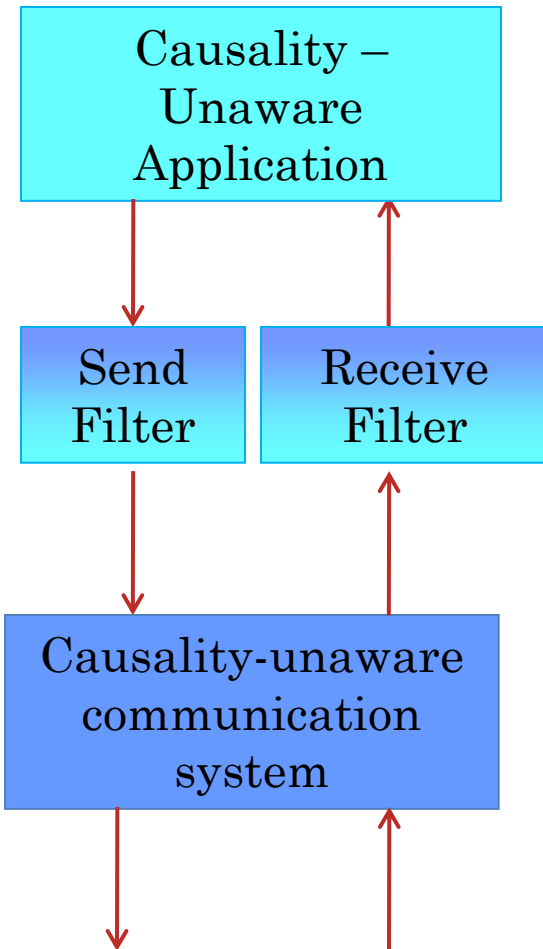 Causality –
Unaware
Application
Send
Filter
Receive
Filter
Causality-unaware
communication
system